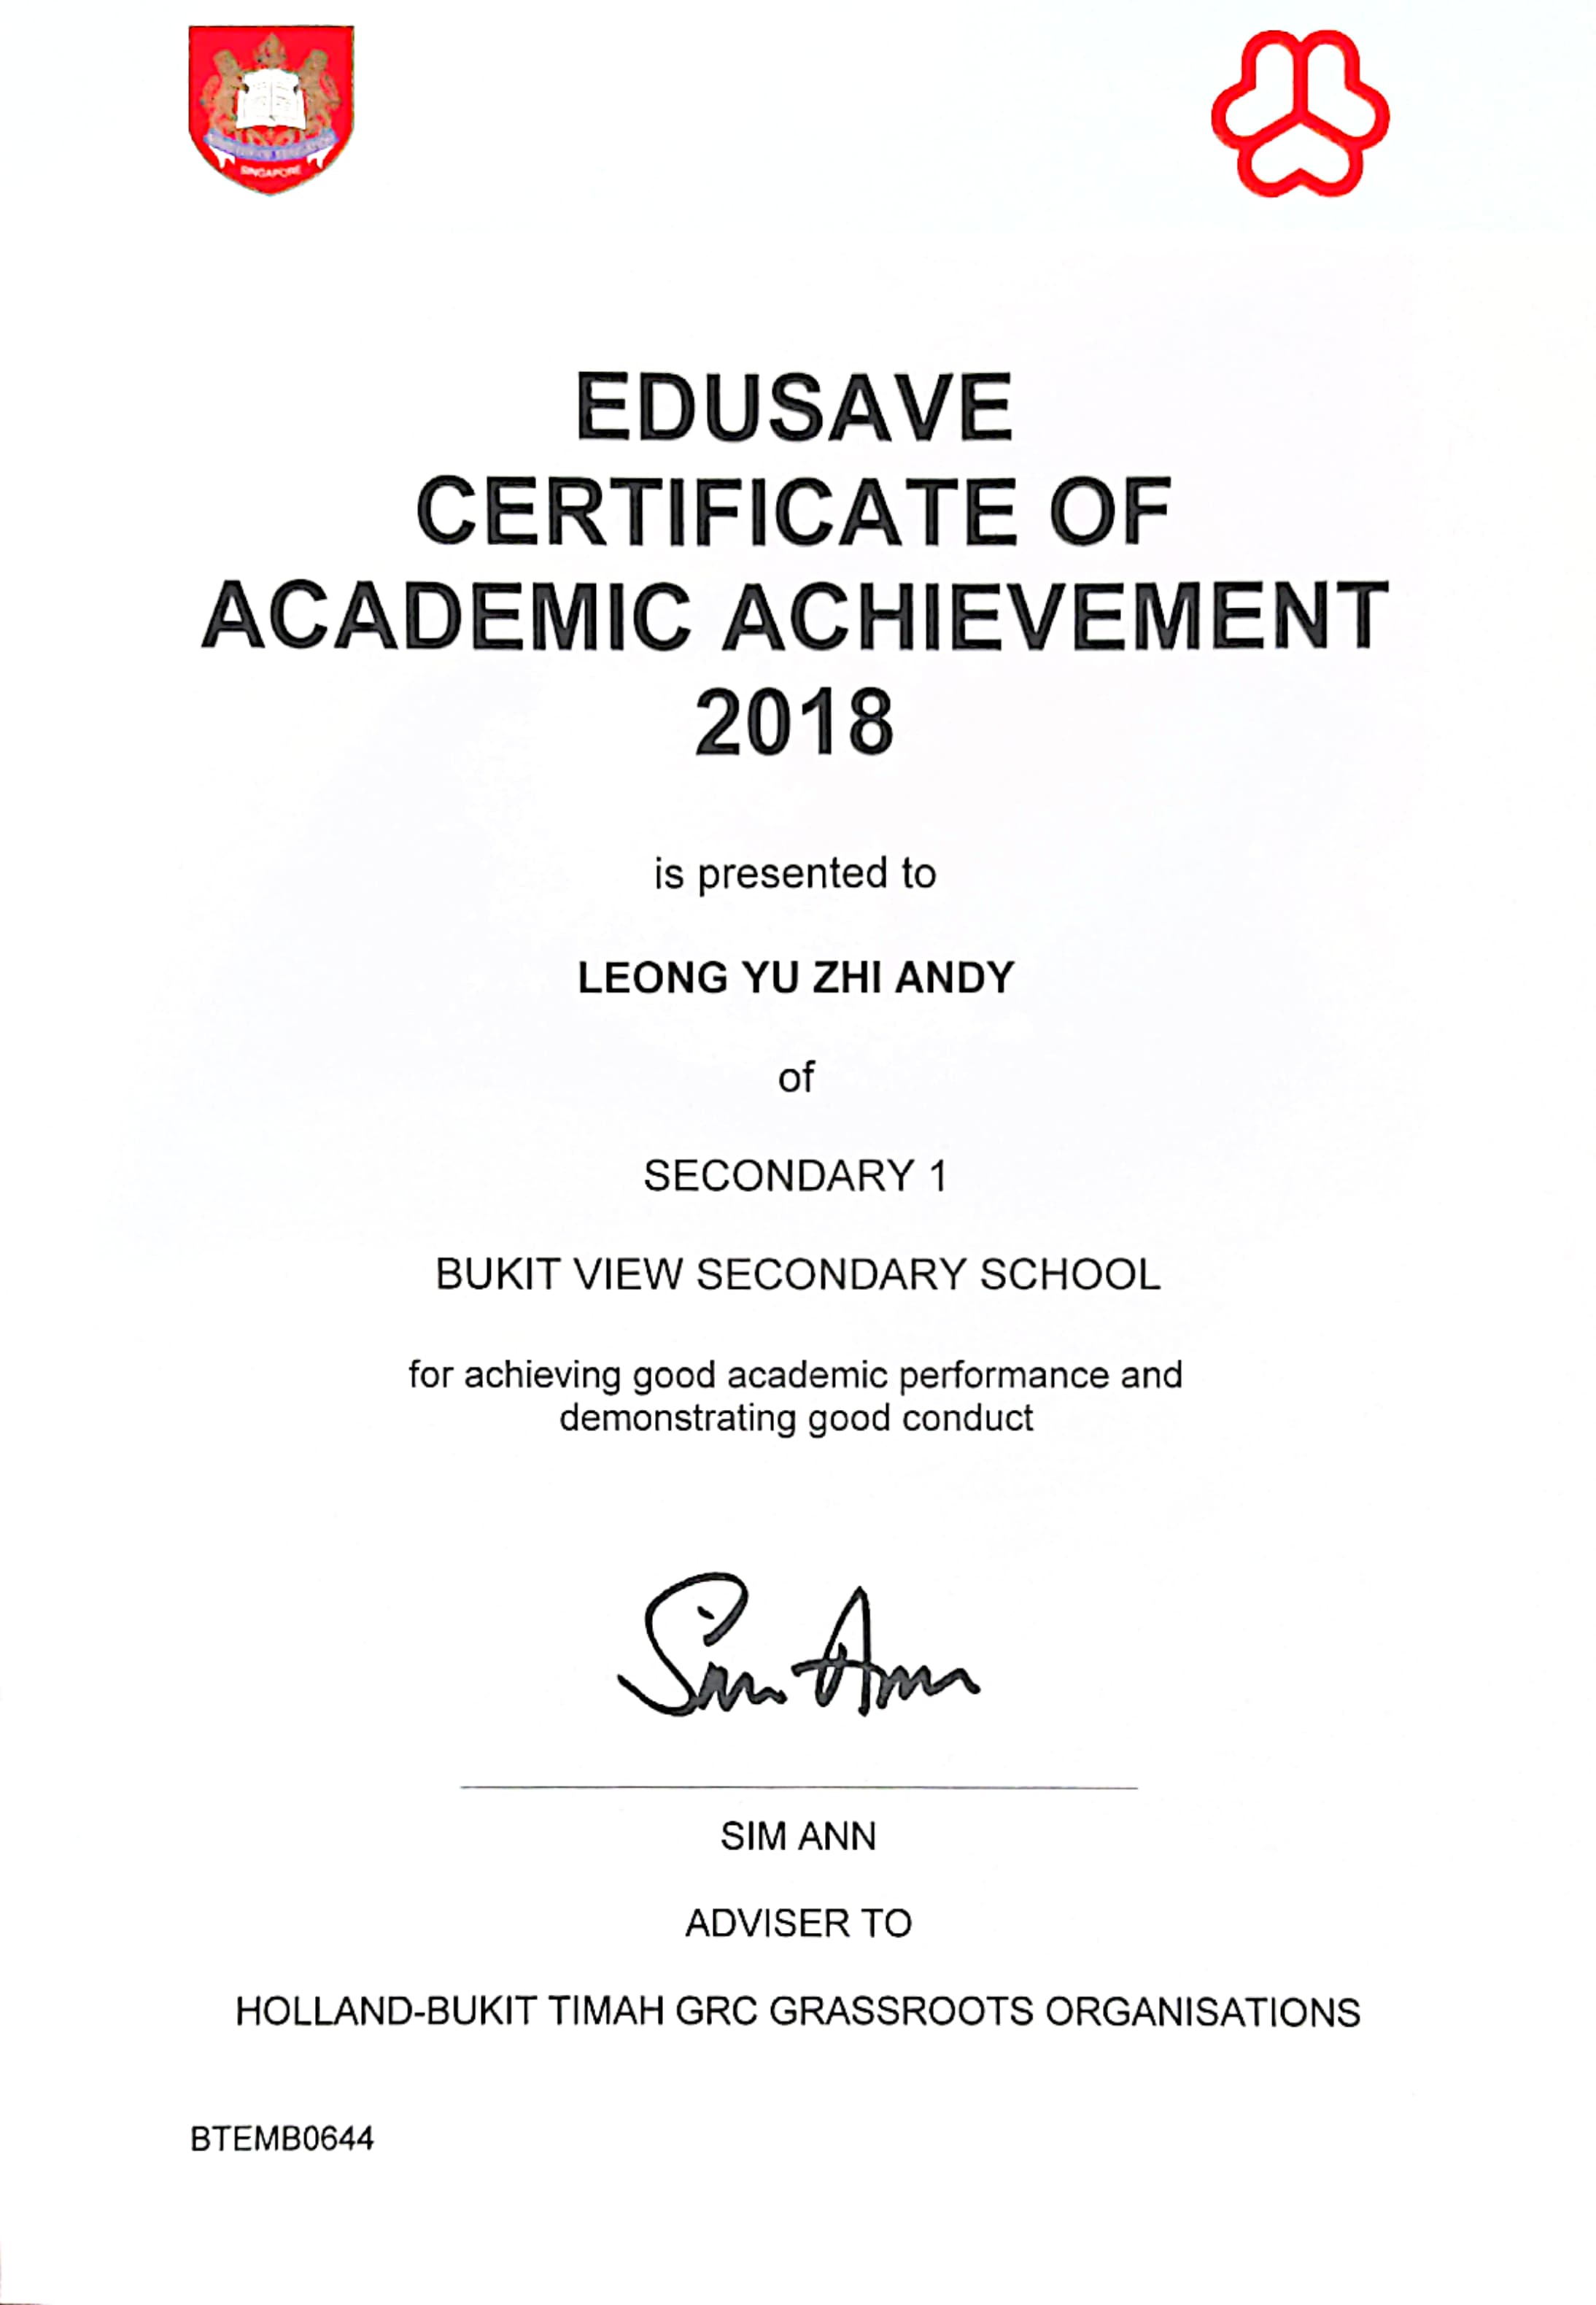 SINGAPORE
EDUSAVE
CERTIFICATE OF
ACADEMIC ACHIEVEMENT
2018
is presented to
LEONG YU ZHI ANDY
of
SECONDARY 1
BUKIT VIEW SECONDARY SCHOOL
for achieving good academic performance and
demonstrating good conduct
Sim Ann
SIM ANN
ADVISER TO
HOLLAND-BUKIT TIMAH GRC GRASSROOTS ORGANISATIONS
BTEMB0644